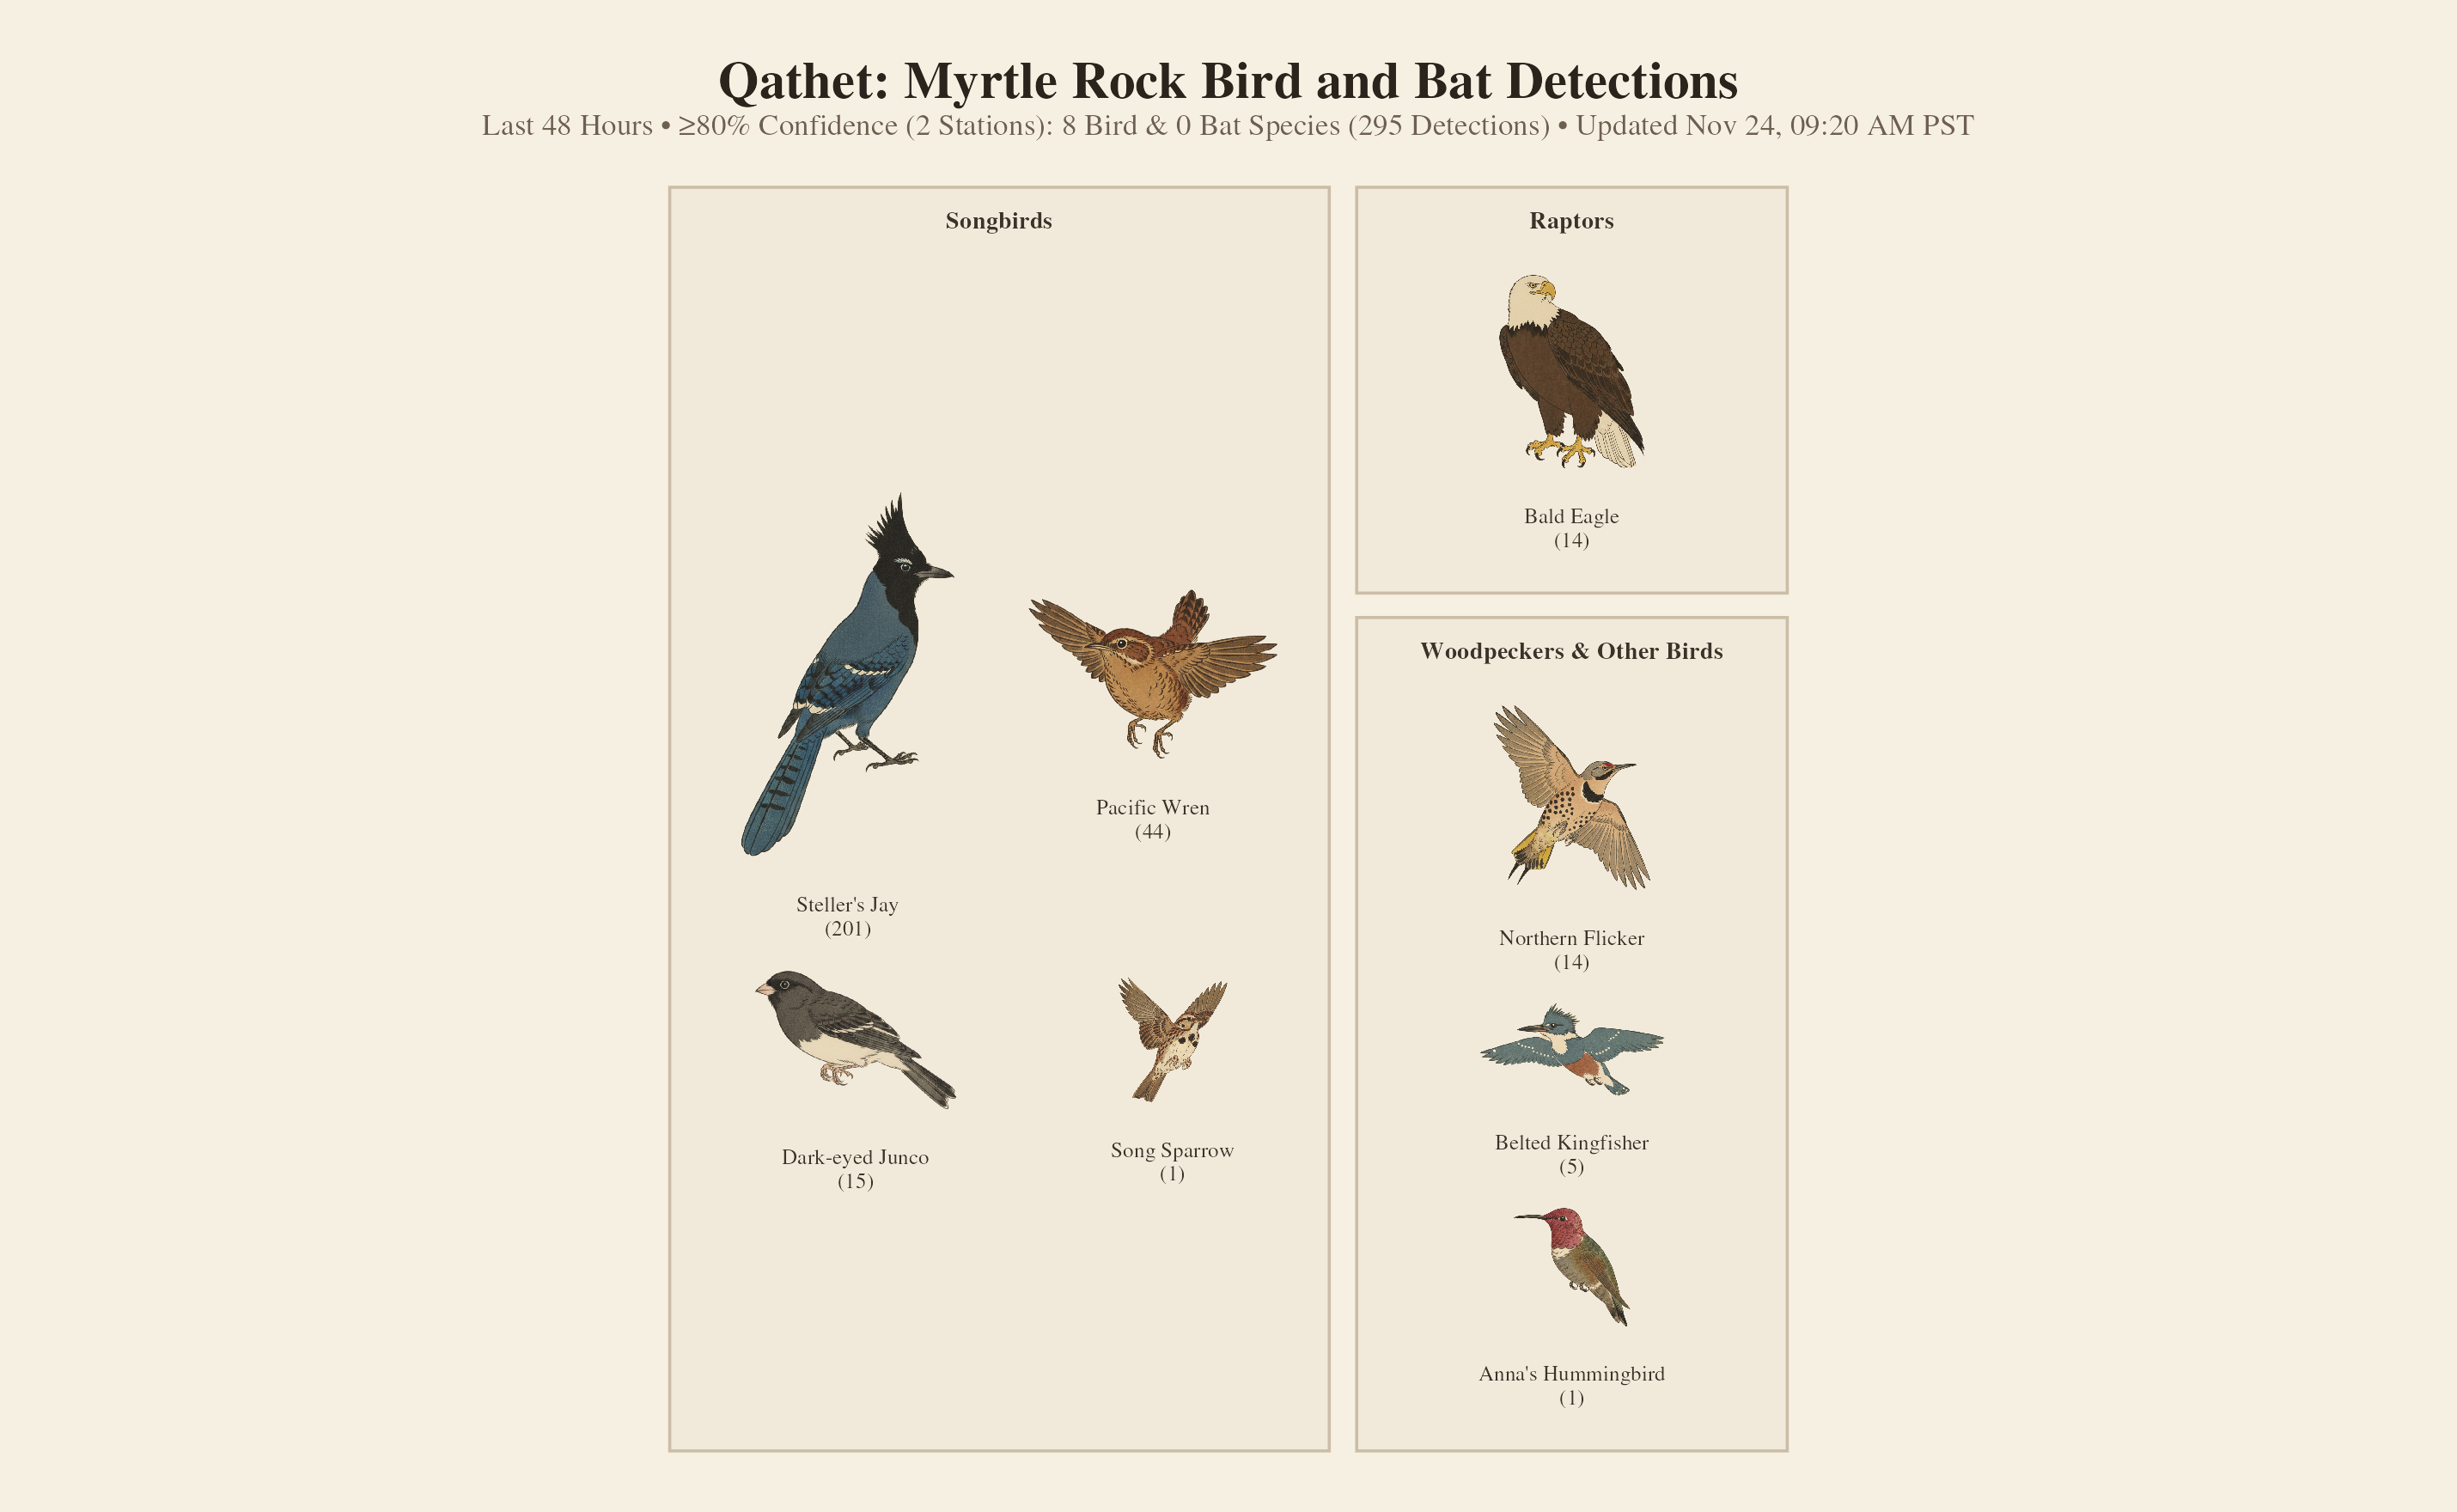 Qathet: Myrtle Rock Bird and Bat Detections
Last 48 Hours • ≥80% Confidence (2 Stations): 8 Bird & 0 Bat Species (295 Detections) • Updated Nov 24, 09:20 AM PST
Songbirds
Steller's Jay
(201)
Pacific Wren
(44)
Dark-eyed Junco
(15)
Song Sparrow
(1)
Raptors
Bald Eagle
(14)
Woodpeckers & Other Birds
Northern Flicker
(14)
Belted Kingfisher
(5)
Anna's Hummingbird
(1)